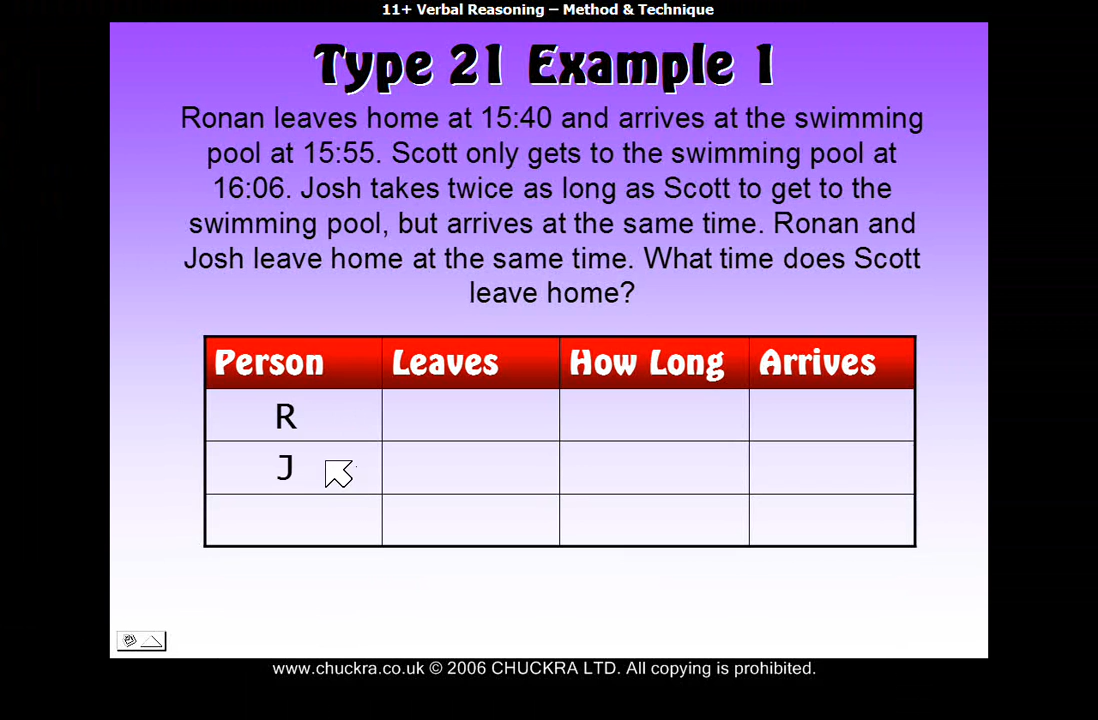 11+ Verbal Reasoning – Method & Technique
Type 21 Example 1
Ronan leaves home at 15:40 and arrives at the swimming
pool at 15:55. Scott only gets to the swimming pool at
16:06. Josh takes twice as long as Scott to get to the
swimming pool, but arrives at the same time. Ronan and
Josh leave home at the same time. What time does Scott
leave home?
Person Leaves How Long Arrives
R
J
www.chuckra.co.uk © 2006 CHUCKRA LTD. All copying is prohibited.